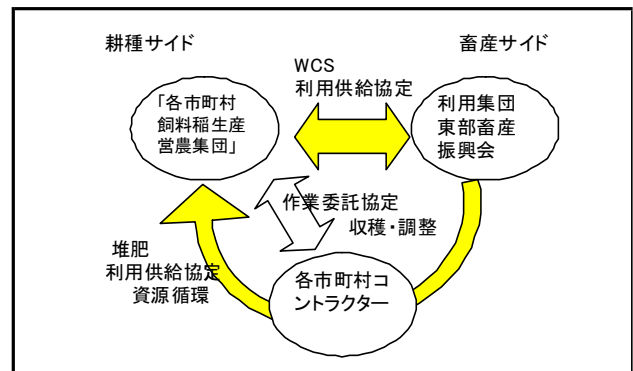 耕種サイド
畜産サイド
WCS
利用供給協定
「各市町村
飼料稲生産
営農集団」
利用集団
東部畜産
振興会
作業委託協定
収穫・調整
堆肥
利用供給協定
資源循環
各市町村コ
ントラクター